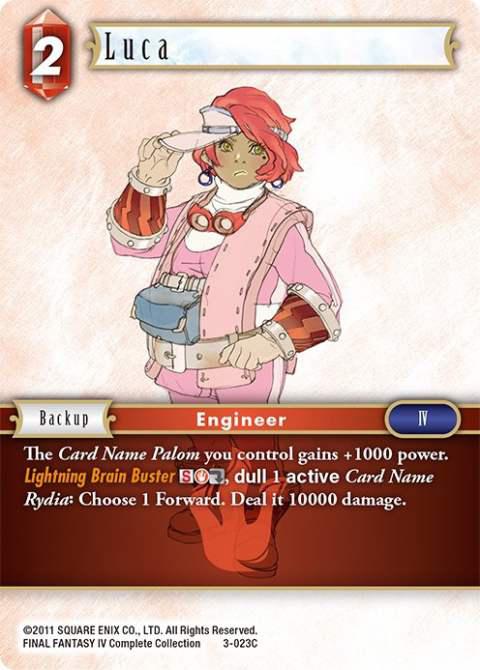 2
Luca
Backup
Engineer
IV
The Card Name Palom you control gains +1000 power.
Lightning Brain Buster S, dull 1 active Card Name
Rydia: Choose 1 Forward. Deal it 10000 damage.
©2011 SQUARE ENIX CO., LTD. All Rights Reserved.
FINAL FANTASY IV Complete Collection
3-023C